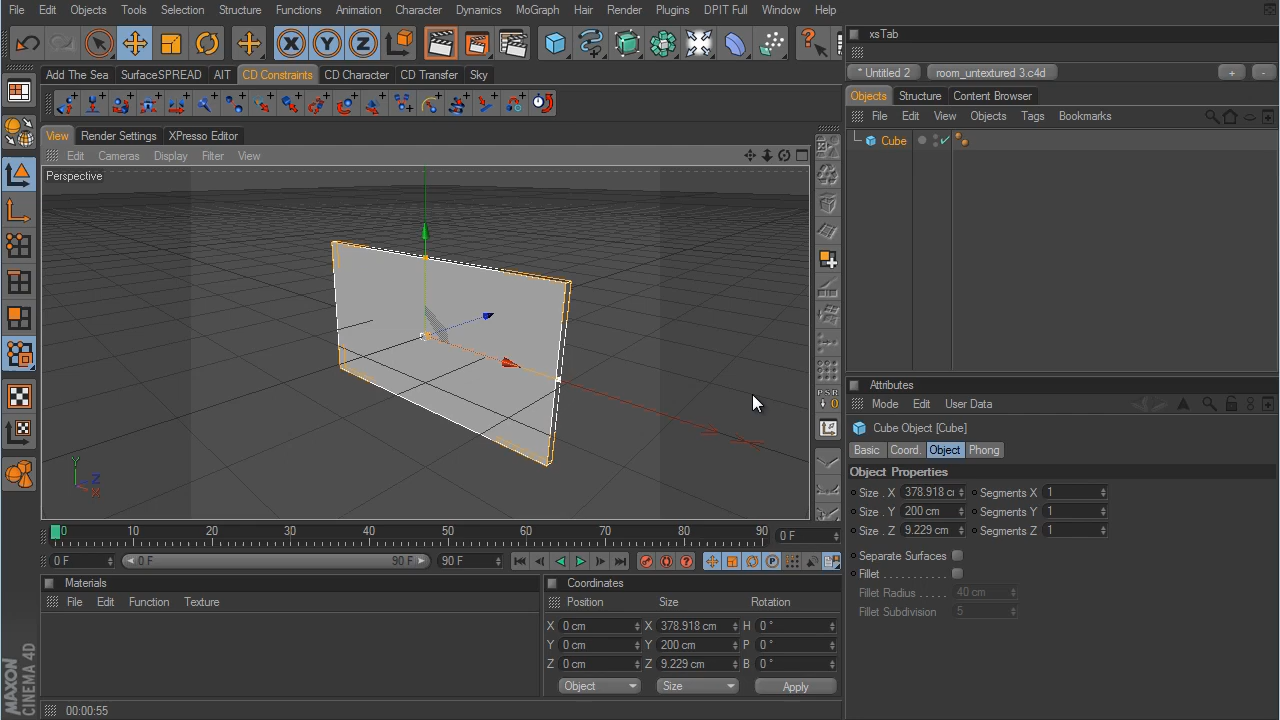 File Edit Objects Tools Selection Structure Functions Animation Character Dynamics MoGraph Hair Render Plugins DPIT Full Window Help
xsTab
* Untitled 2 room_untextured 3.c4d + -
Add The Sea SurfaceSPREAD AIT CD Constraints CD Character CD Transfer Sky
Objects Structure Content Browser
File Edit View Objects Tags Bookmarks
View Render Settings XPresso Editor
Cube
Edit Cameras Display Filter View
Perspective
Attributes
Mode Edit User Data
PSR
0
Cube Object [Cube]
Basic Coord. Object Phong
Object Properties
Size . X 378.918 c Segments X 1
Size . Y 200 cm Segments Y 1
Size . Z 9.229 cm Segments Z 1
Y
Z
X
0 10 20 30 40 50 60 70 80 90 0 F
0 F 0 F 90 F 90 F
Separate Surfaces
Fillet . . . . . . . . . . .
Fillet Radius . . . . . 40 cm
Fillet Subdivision 5
Materials
File Edit Function Texture
Coordinates
Position Size Rotation
X 0 cm X 378.918 cm H 0 °
Y 0 cm Y 200 cm P 0 °
Z 0 cm Z 9.229 cm B 0 °
Object Size Apply
MAXON
CINEMA 4D
00:00:55